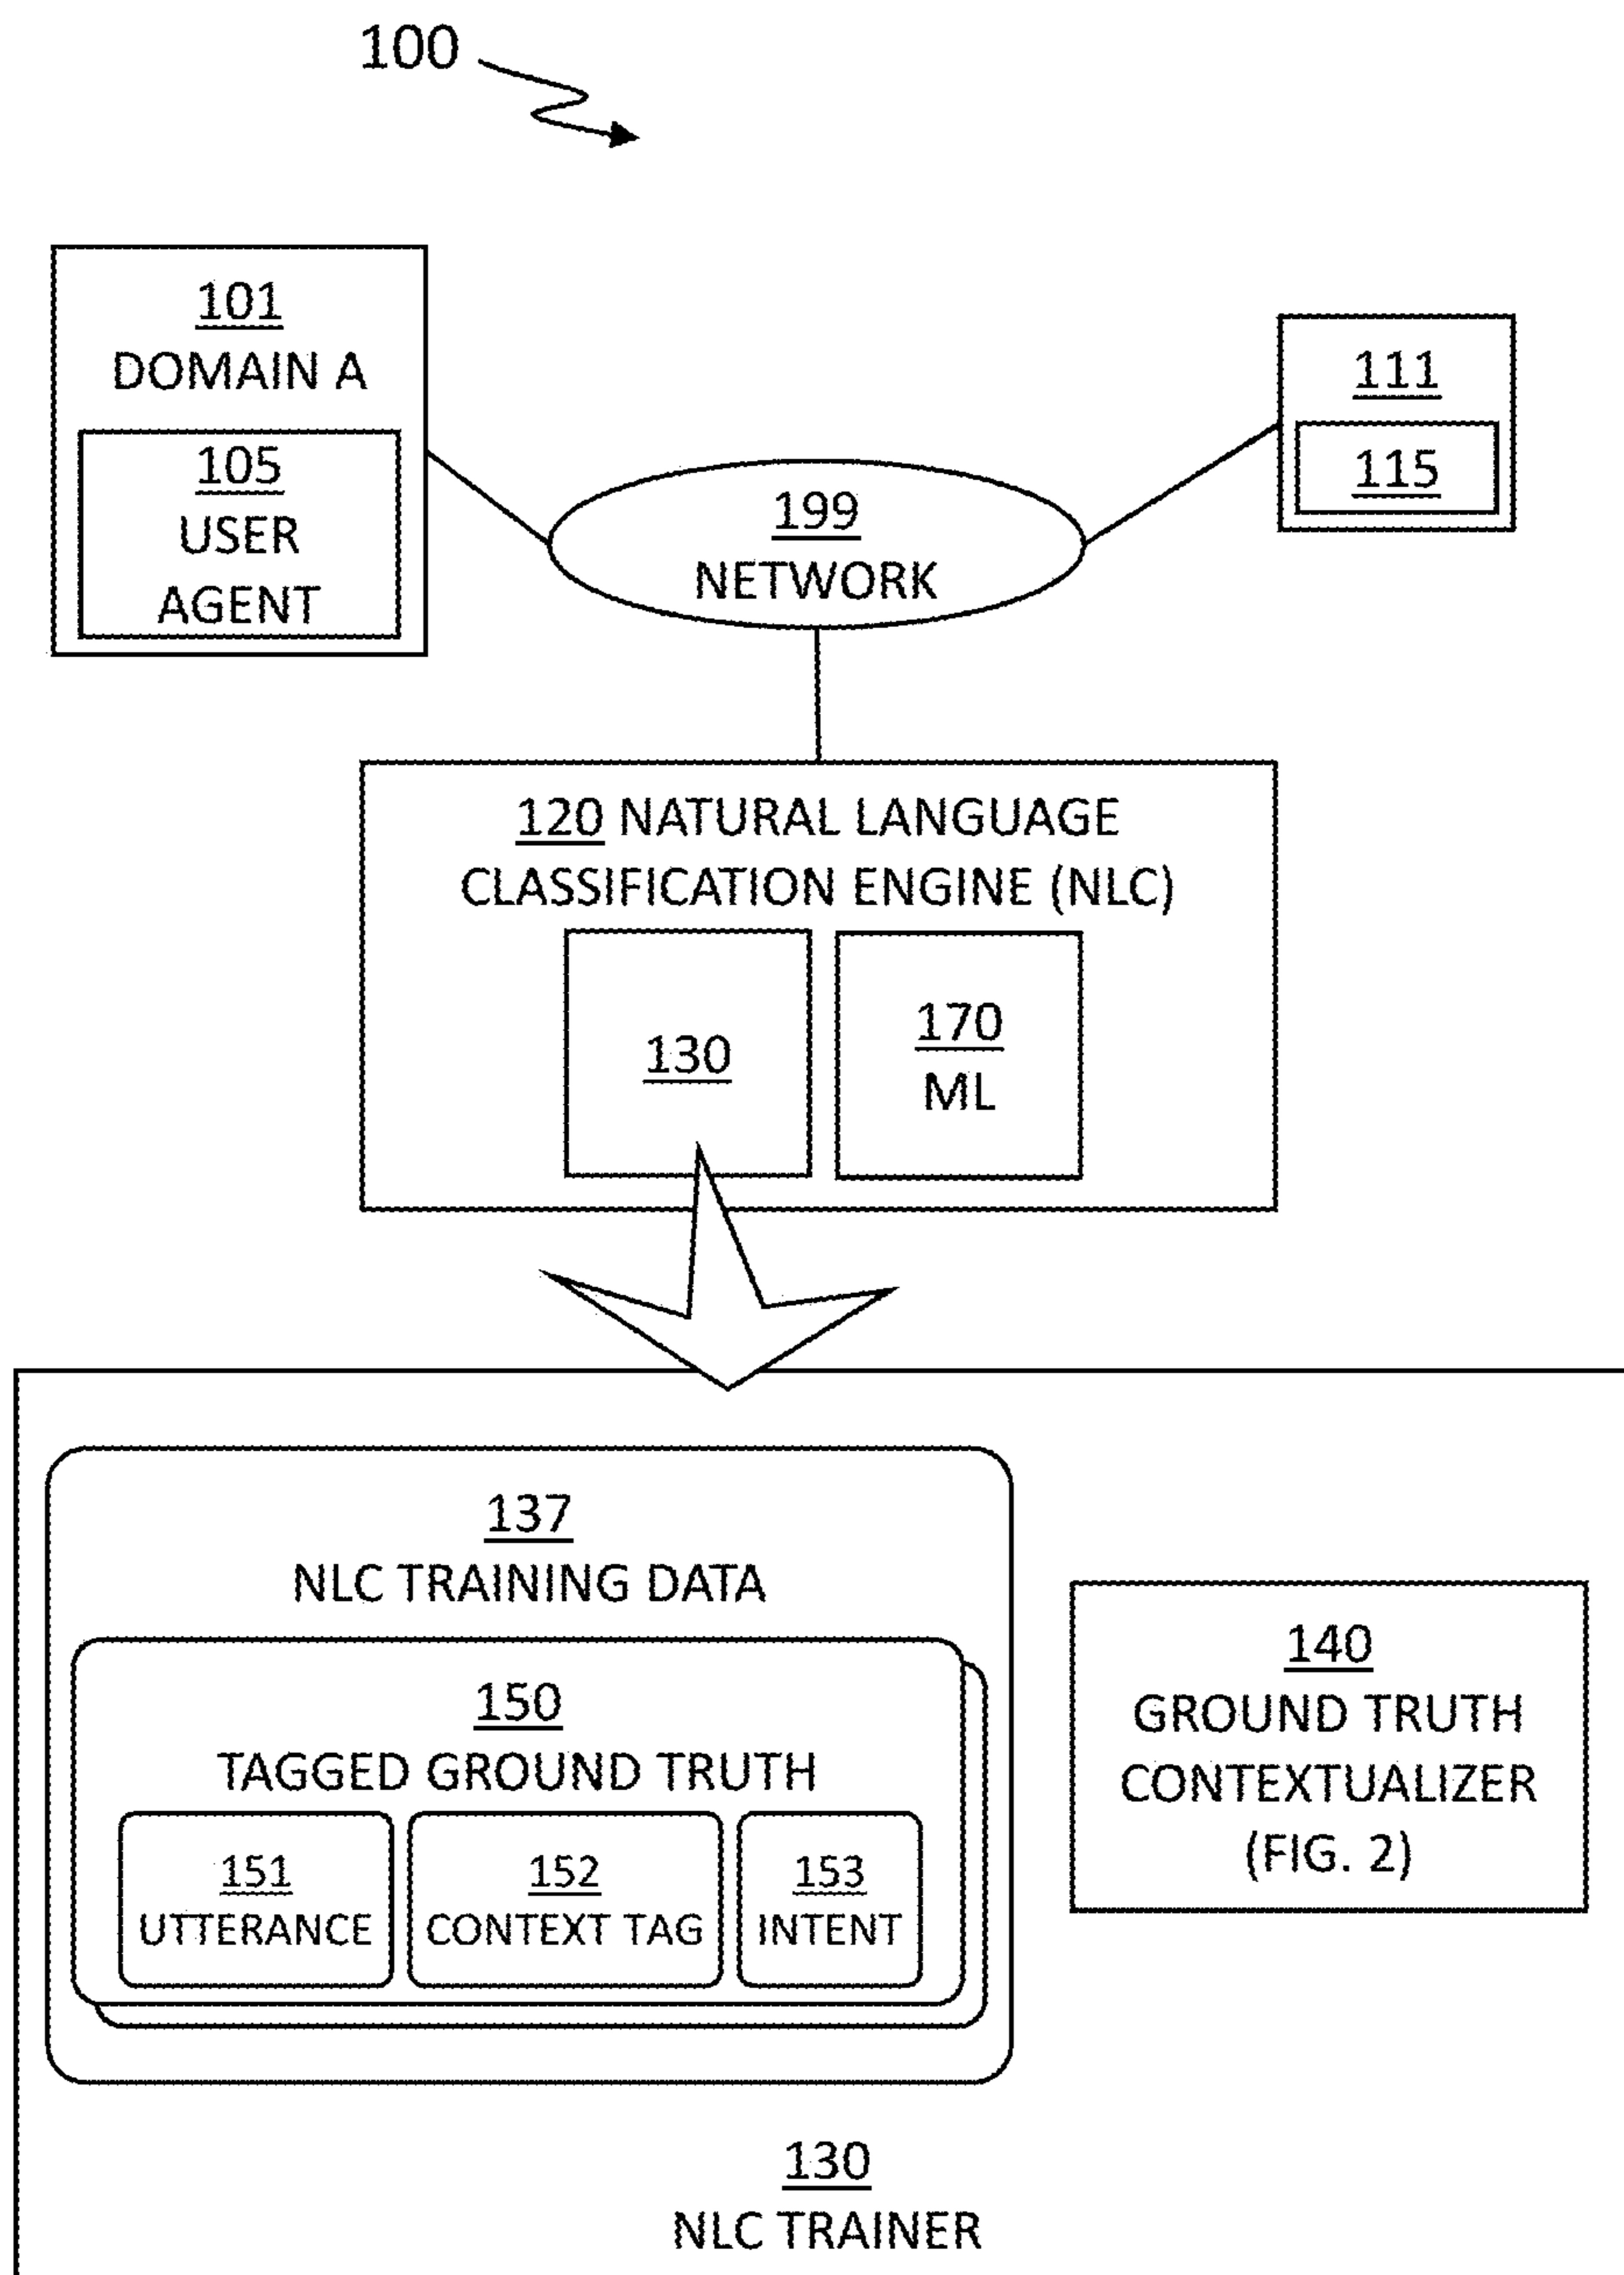 100
101
DOMAIN A
105
USER
AGENT
111
115
199
NETWORK
120 NATURAL LANGUAGE
CLASSIFICATION ENGINE (NLC)
130
170
ML
137
NLC TRAINING DATA
150
TAGGED GROUND TRUTH
151
UTTERANCE
152
CONTEXT TAG
153
INTENT
140
GROUND TRUTH
CONTEXTUALIZER
(FIG. 2)
130
NLC TRAINER